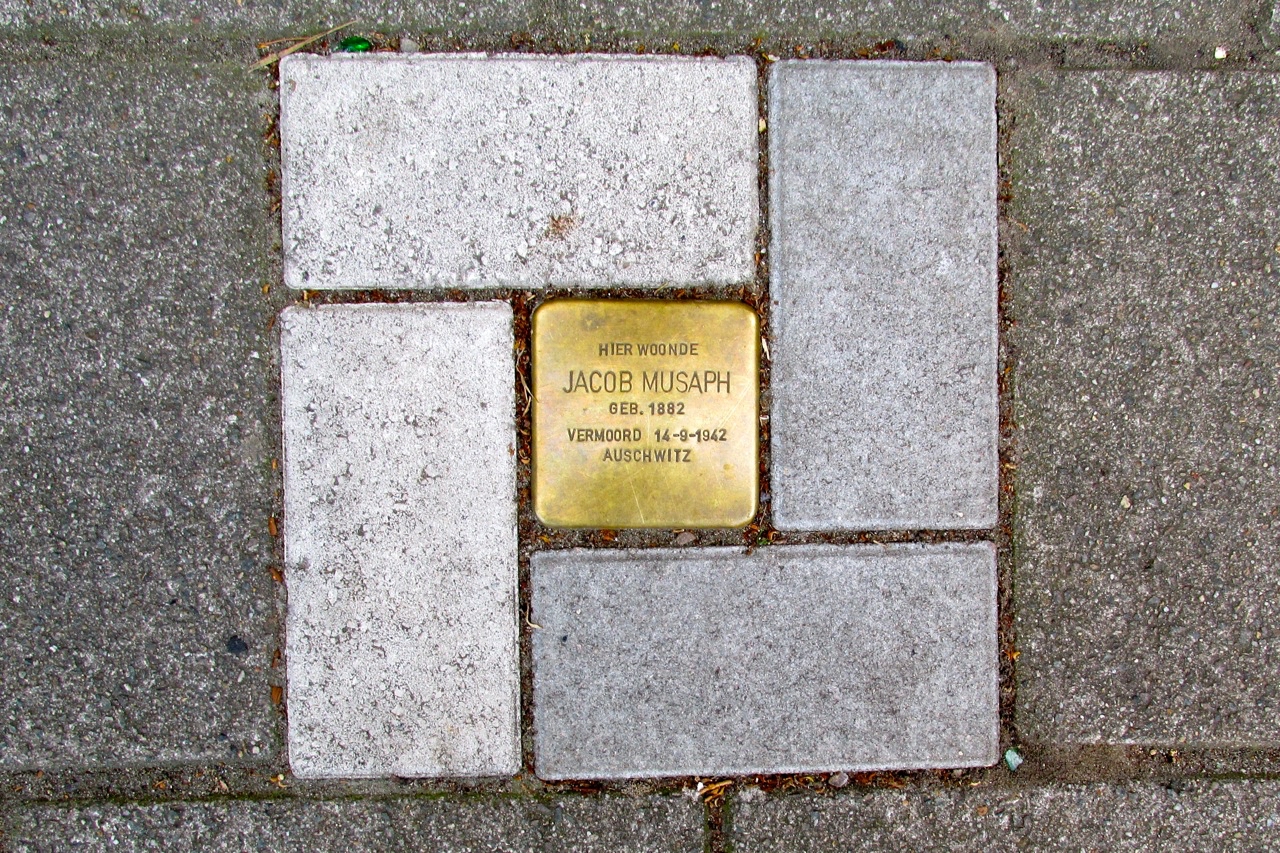 HIER WOONDE
JACOB MUSAPH
GEB. 1882
VERMOORD 14-9-1942
AUSCHWITZ